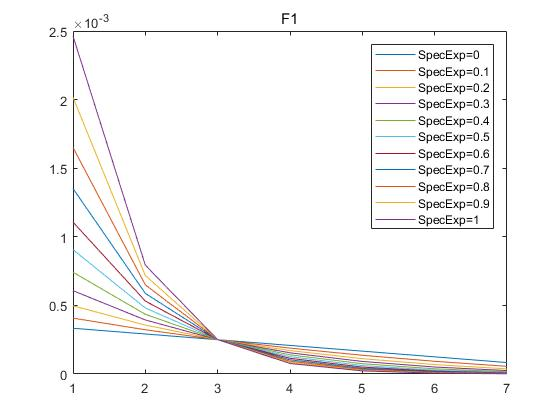 F1
×10⁻³
2.5
2
1.5
1
0.5
0
1 2 3 4 5 6 7
SpecExp=0
SpecExp=0.1
SpecExp=0.2
SpecExp=0.3
SpecExp=0.4
SpecExp=0.5
SpecExp=0.6
SpecExp=0.7
SpecExp=0.8
SpecExp=0.9
SpecExp=1